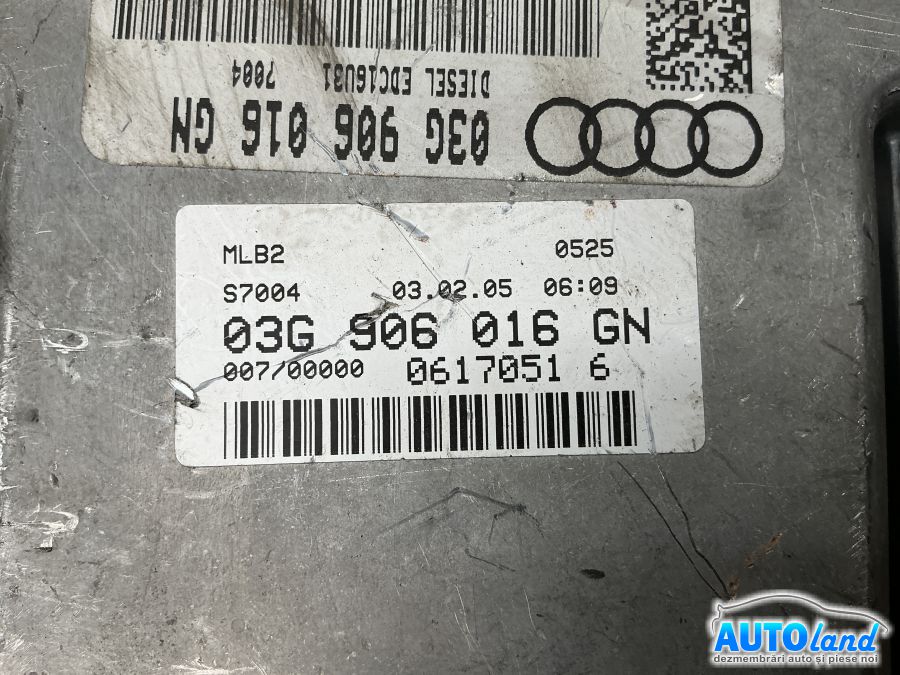 7004
DIESEL EDC16U31
03G 906 016 GN
MLB2 0525
S7004 03.02.05 06:09
03G 906 016 GN
007/00000 0617051 6
AUTOland
dezmembrări auto și piese noi